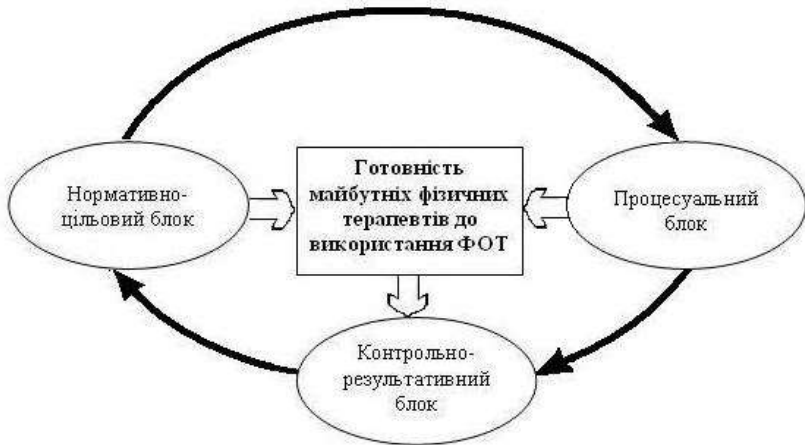 Готовність
майбутніх фізичних
терапевтів до
використання ФОТ
Нормативно-
цільовий блок
Процесуальний
блок
Контрольно-
результативний
блок